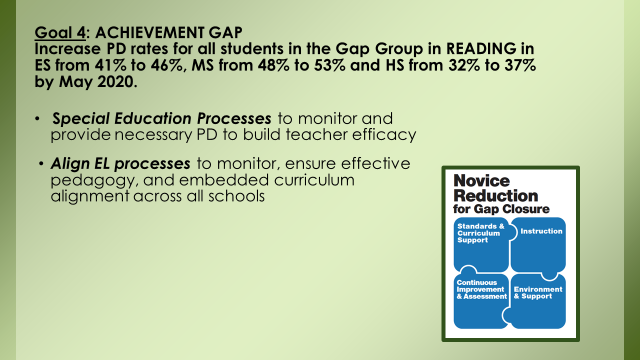 Goal 4: ACHIEVEMENT GAP
Increase PD rates for all students in the Gap Group in READING in
ES from 41% to 46%, MS from 48% to 53% and HS from 32% to 37%
by May 2020.
• Special Education Processes to monitor and
provide necessary PD to build teacher efficacy
• Align EL processes to monitor, ensure effective
pedagogy, and embedded curriculum
alignment across all schools
Novice
Reduction
for Gap Closure
Standards &
Curriculum
Support
Instruction
Continuous
Improvement
& Assessment
Environment
& Support